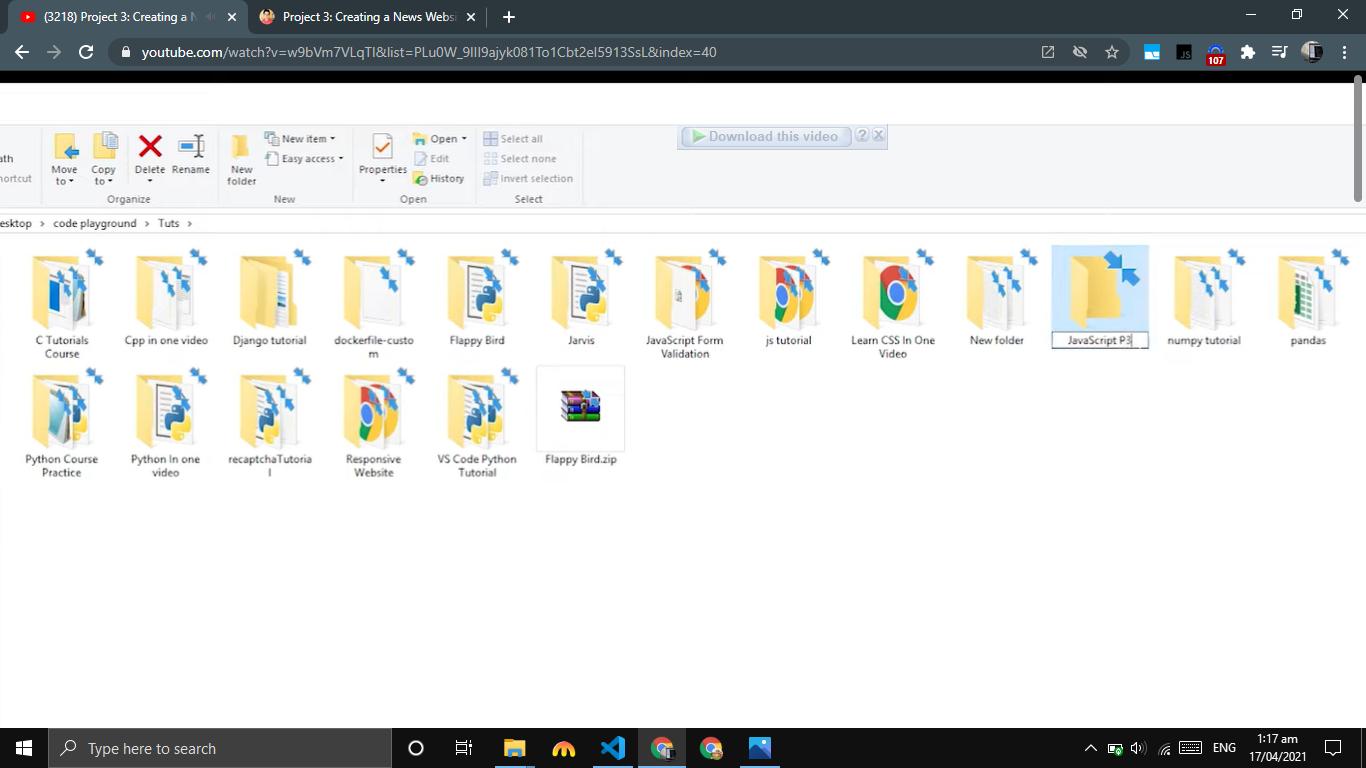 (3218) Project 3: Creating a N
Project 3: Creating a News Websi
youtube.com/watch?v=w9bVm7VLqTI&list=PLu0W_9lII9ajyk081To1Cbt2eI5913SsL&index=40
JS
107
Download this video
?
ath
hortcut
Move to
Copy to
Delete
Rename
New folder
New item
Easy access
Properties
Open
Edit
History
Select all
Select none
Invert selection
Organize
New
Open
Select
esktop > code playground > Tuts >
C Tutorials Course
Cpp in one video
Django tutorial
dockerfile-custo
m
Flappy Bird
Jarvis
JavaScript Form Validation
js tutorial
Learn CSS In One Video
New folder
JavaScript P3
numpy tutorial
pandas
Python Course Practice
Python In one video
recaptchaTutoria
l
Responsive Website
VS Code Python Tutorial
Flappy Bird.zip
Type here to search
ENG
1:17 am
17/04/2021